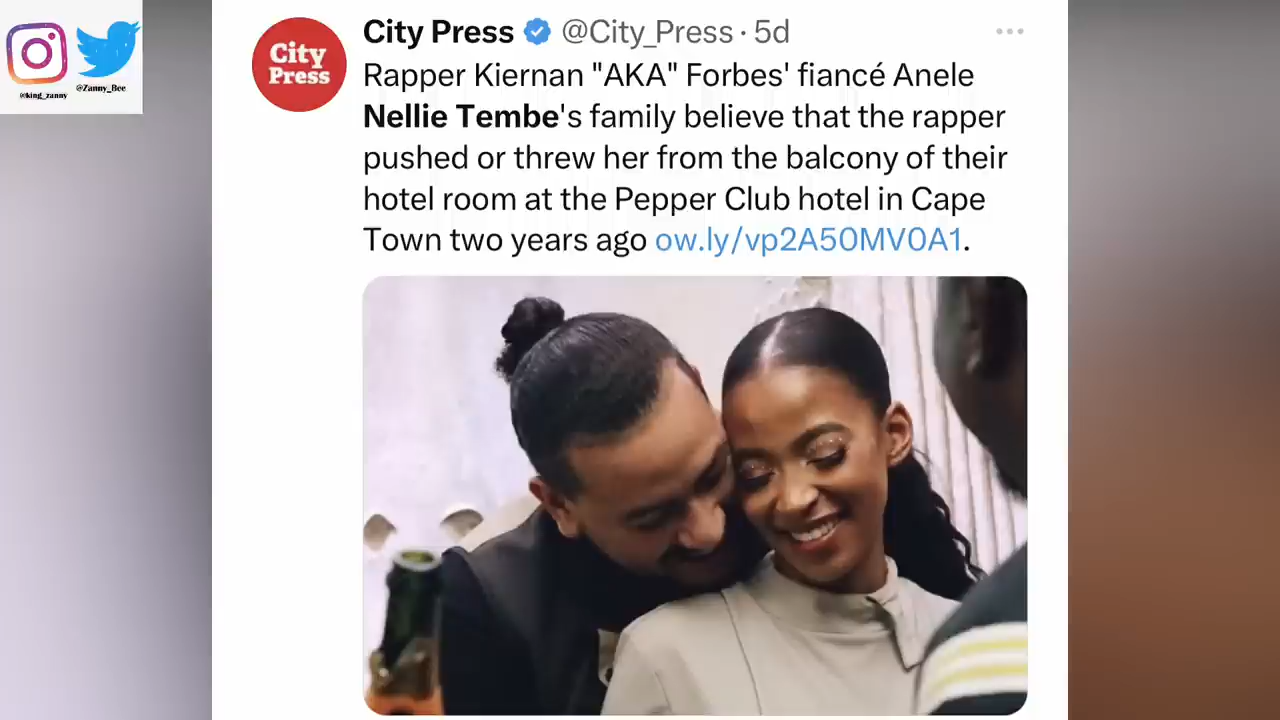 @king_zanny
@Zanny_Bee
City Press
City Press @City_Press · 5d
Rapper Kiernan "AKA" Forbes' fiancé Anele
Nellie Tembe's family believe that the rapper
pushed or threw her from the balcony of their
hotel room at the Pepper Club hotel in Cape
Town two years ago ow.ly/vp2A50MV0A1.